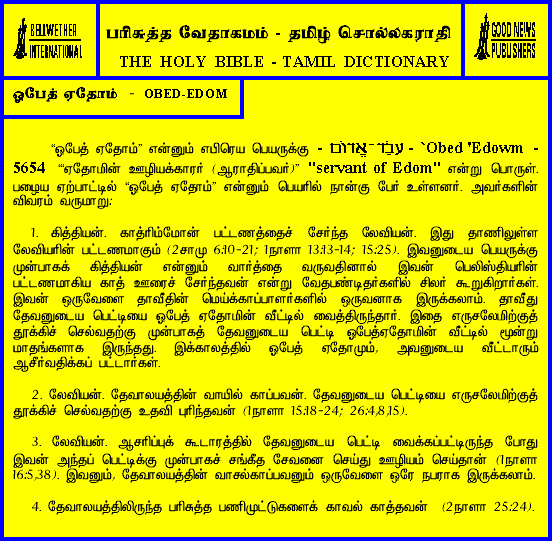 BELLWETHER
INTERNATIONAL
பரிசுத்த வேதாகமம் - தமிழ் சொல்லகராதி
THE HOLY BIBLE - TAMIL DICTIONARY
GOOD NEWS
PUBLISHERS
ஓபேத் ஏதோம் - OBED-EDOM
“ஓபேத் ஏதோம்” என்னும் எபிரெய பெயருக்கு - עבד־אדום - `Obed 'Edowm -
5654 “‘ஏதோமின் ஊழியக்காரர் (ஆராதிப்பவர்)” "servant of Edom" என்று பொருள்.
பழைய ஏற்பாட்டில் “ஓபேத் ஏதோம்” என்னும் பெயரில் நான்கு பேர் உள்ளனர். அவர்களின்
விவரம் வருமாறு:
1. கித்தியன். காத்ரிம்மோன் பட்டணத்தைச் சேர்ந்த லேவியன். இது தாணிலுள்ள
லேவியரின் பட்டணமாகும் (2சாமு 6:10-21; 1நாளா 13:13-14; 15:25). இவனுடைய பெயருக்கு
முன்பாகக் கித்தியன் என்னும் வார்த்தை வருவதினால் இவன் பெலிஸ்தியரின்
பட்டணமாகிய காத் ஊரைச் சேர்ந்தவன் என்று வேதபண்டிதர்களில் சிலர் கூறுகிறார்கள்.
இவன் ஒருவேளை தாவீதின் மெய்க்காப்பாளர்களில் ஒருவனாக இருக்கலாம். தாவீது
தேவனுடைய பெட்டியை ஓபேத் ஏதோமின் வீட்டில் வைத்திருந்தார். இதை எருசலேமிற்குத்
தூக்கிச் செல்வதற்கு முன்பாகத் தேவனுடைய பெட்டி ஓபேத்ஏதோமின் வீட்டில் மூன்று
மாதங்களாக இருந்தது. இக்காலத்தில் ஓபேத் ஏதோமும், அவனுடைய வீட்டாரும்
ஆசீர்வதிக்கப் பட்டார்கள்.
2. லேவியன். தேவாலயத்தின் வாயில் காப்பவன். தேவனுடைய பெட்டியை எருசலேமிற்குத்
தூக்கிச் செல்வதற்கு உதவி புரிந்தவன் (1நாளா 15:18-24; 26:4,8,15).
3. லேவியன். ஆசரிப்புக் கூடாரத்தில் தேவனுடைய பெட்டி வைக்கப்பட்டிருந்த போது
இவன் அந்தப் பெட்டிக்கு முன்பாகச் சங்கீத சேவனை செய்து ஊழியம் செய்தான் (1நாளா
16:5,38). இவனும், தேவாலயத்தின் வாசல்காப்பவனும் ஒருவேளை ஒரே நபராக இருக்கலாம்.
4. தேவாலயத்திலிருந்த பரிசுத்த பணிமுட்டுகளைக் காவல் காத்தவன் (2நாளா 25:24).